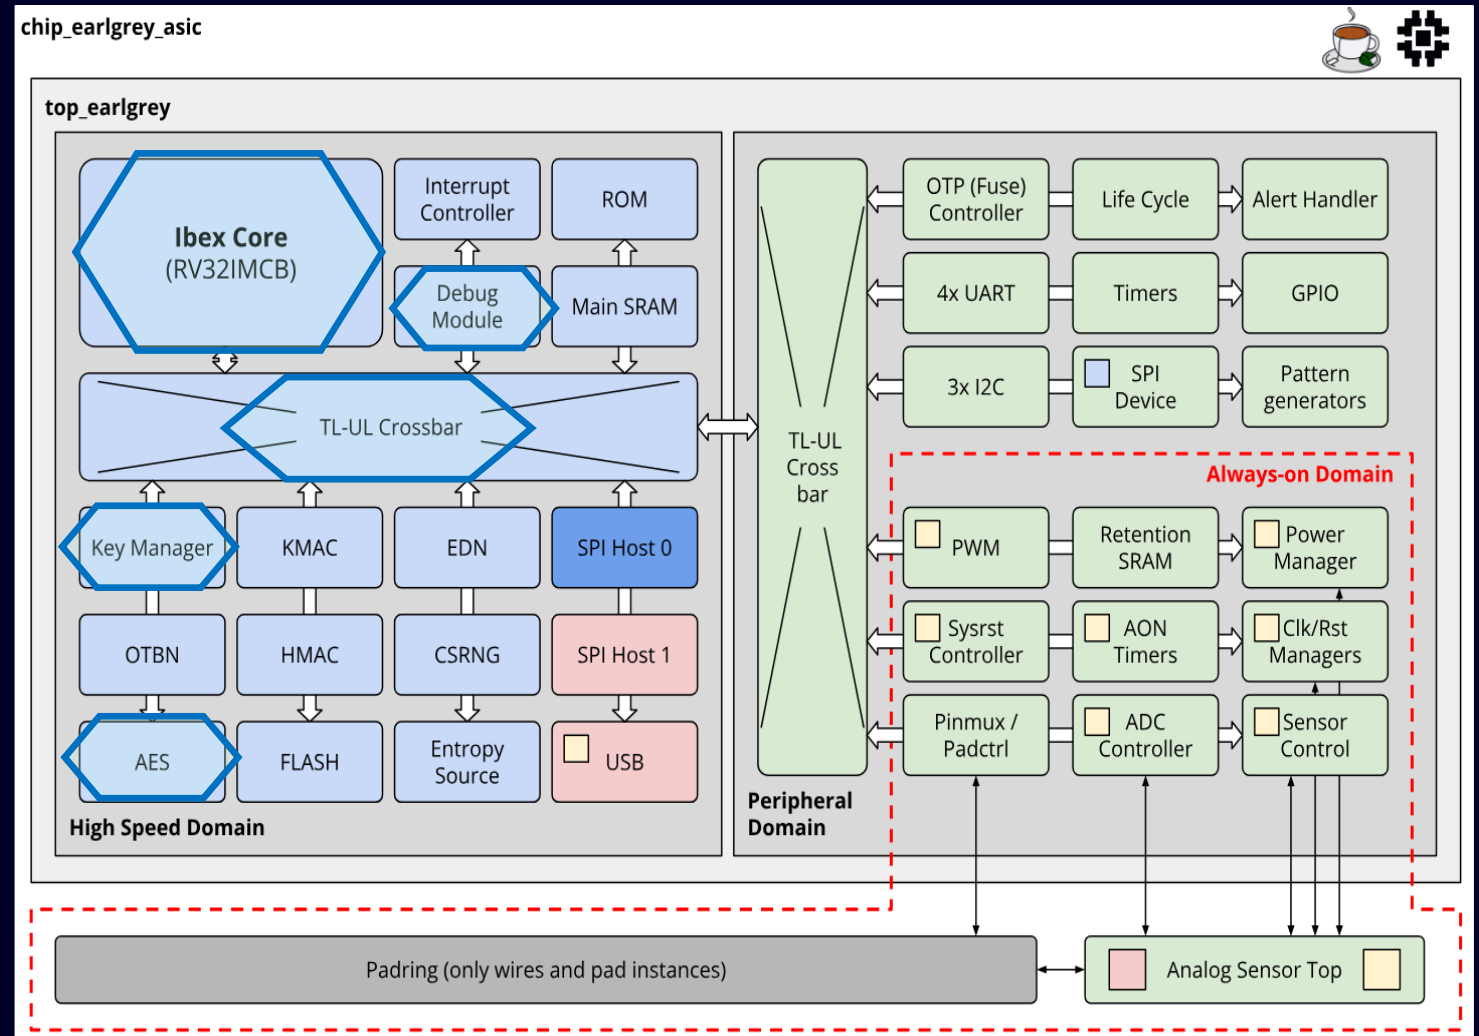 chip_earlgrey_asic
top_earlgrey
Ibex Core
(RV32IMCB)
Interrupt
Controller
ROM
Debug
Module
Main SRAM
TL-UL Crossbar
Key Manager
KMAC
EDN
SPI Host 0
OTBN
HMAC
CSRNG
SPI Host 1
AES
FLASH
Entropy
Source
USB
High Speed Domain
TL-UL
Cross
bar
OTP (Fuse)
Controller
Life Cycle
Alert Handler
4x UART
Timers
GPIO
3x I2C
SPI
Device
Pattern
generators
Always-on Domain
PWM
Retention
SRAM
Power
Manager
Sysrst
Controller
AON
Timers
Clk/Rst
Managers
Pinmux /
Padctrl
ADC
Controller
Sensor
Control
Peripheral
Domain
Padring (only wires and pad instances)
Analog Sensor Top